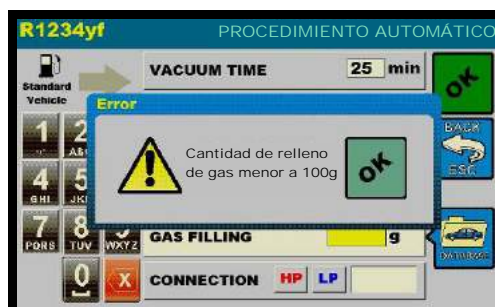 R1234yf PROCEDIMIENTO AUTOMÁTICO
Standard
Vehicle
VACUUM TIME 25 min
OK
Error
Cantidad de relleno
de gas menor a 100g
OK
BACK
ESC
1 2
4 5
GHI
7 8
PQRS TUV WXYZ
0 X
GAS FILLING g
DATABASE
CONNECTION HP LP